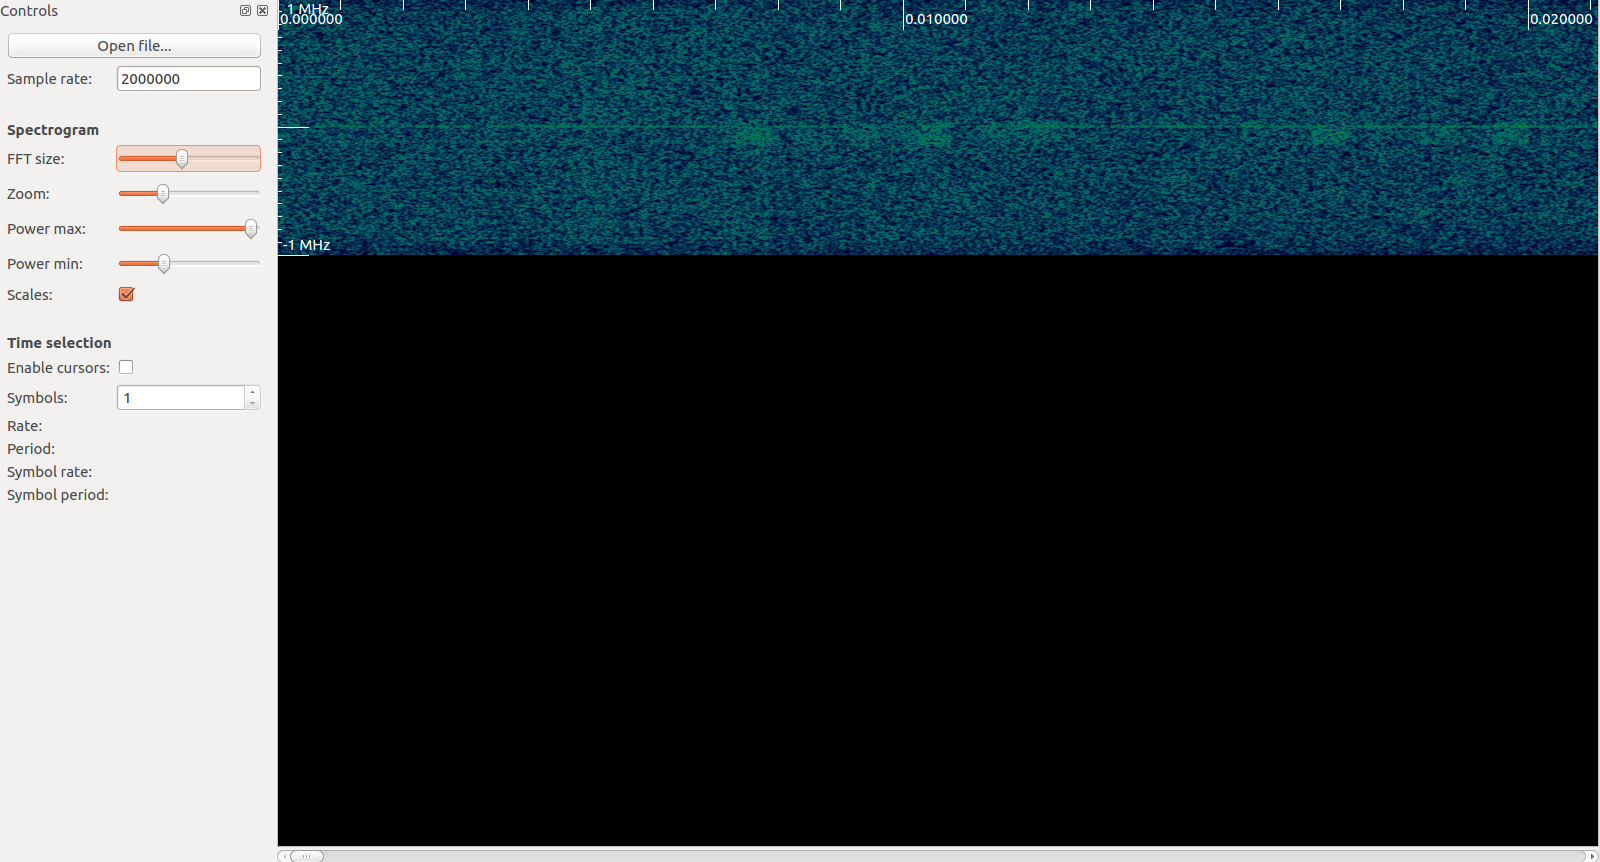 Controls
Open file...
Sample rate: 2000000
Spectrogram
FFT size:
Zoom:
Power max:
Power min:
Scales:
Time selection
Enable cursors:
Symbols: 1
Rate:
Period:
Symbol rate:
Symbol period:
1 MHz
0.000000 0.010000 0.020000
-1 MHz